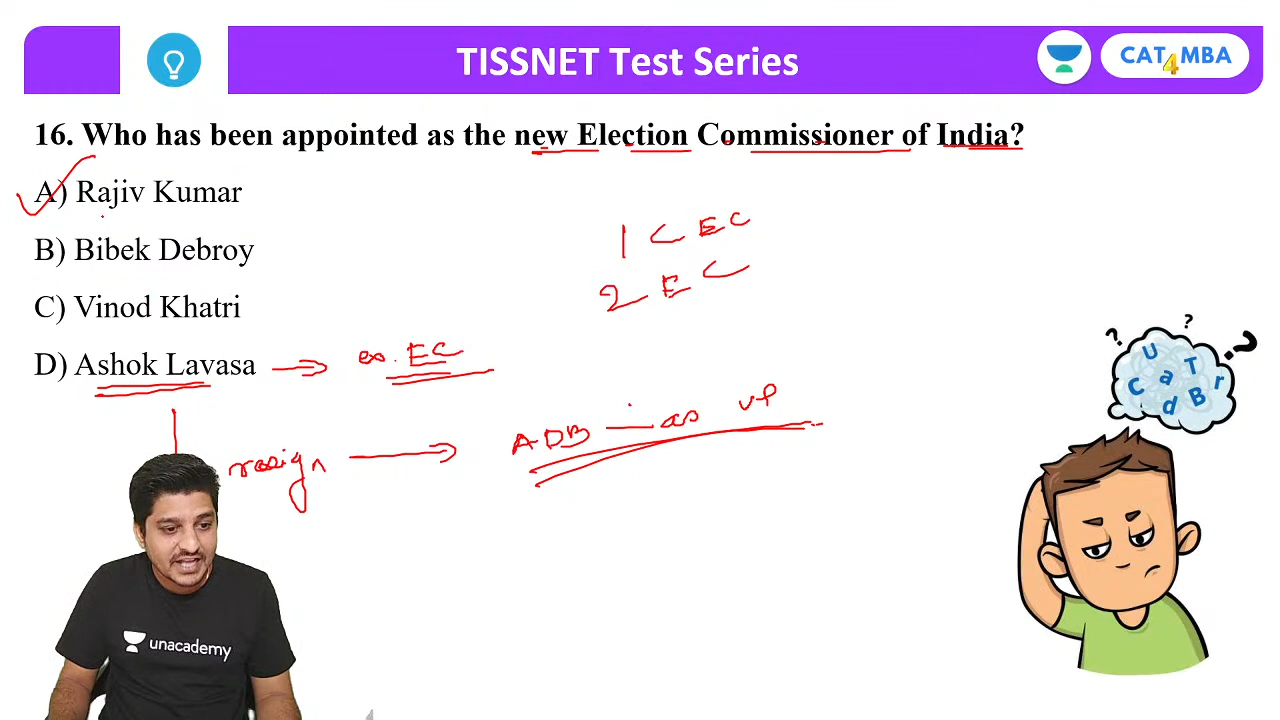 TISSNET Test Series
CAT4MBA
16. Who has been appointed as the new Election Commissioner of India?
A) Rajiv Kumar
1 CEC
B) Bibek Debroy
2 EC
C) Vinod Khatri
D) Ashok Lavasa → ex. EC
resign → ADB — as VP
? ? ?
U T C a r d B
unacademy